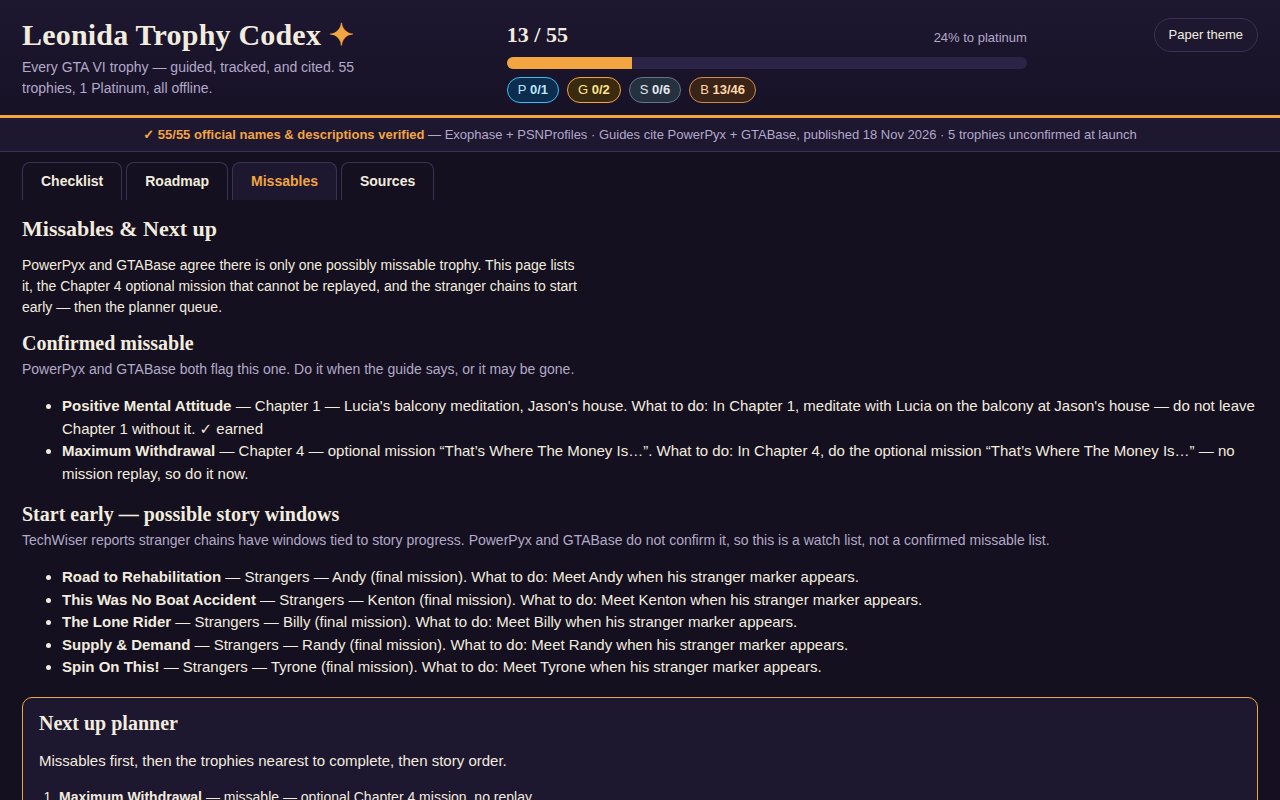 Leonida Trophy Codex ✦
Every GTA VI trophy — guided, tracked, and cited. 55
trophies, 1 Platinum, all offline.
13 / 55
24% to platinum
P 0/1
G 0/2
S 0/6
B 13/46
Paper theme
✓ 55/55 official names & descriptions verified — Exophase + PSNProfiles · Guides cite PowerPyx + GTABase, published 18 Nov 2026 · 5 trophies unconfirmed at launch
Checklist
Roadmap
Missables
Sources
Missables & Next up
PowerPyx and GTABase agree there is only one possibly missable trophy. This page lists
it, the Chapter 4 optional mission that cannot be replayed, and the stranger chains to start
early — then the planner queue.
Confirmed missable
PowerPyx and GTABase both flag this one. Do it when the guide says, or it may be gone.
• Positive Mental Attitude — Chapter 1 — Lucia's balcony meditation, Jason's house. What to do: In Chapter 1, meditate with Lucia on the balcony at Jason's house — do not leave
Chapter 1 without it. ✓ earned
• Maximum Withdrawal — Chapter 4 — optional mission “That’s Where The Money Is…”. What to do: In Chapter 4, do the optional mission “That’s Where The Money Is…” — no
mission replay, so do it now.
Start early — possible story windows
TechWiser reports stranger chains have windows tied to story progress. PowerPyx and GTABase do not confirm it, so this is a watch list, not a confirmed missable list.
• Road to Rehabilitation — Strangers — Andy (final mission). What to do: Meet Andy when his stranger marker appears.
• This Was No Boat Accident — Strangers — Kenton (final mission). What to do: Meet Kenton when his stranger marker appears.
• The Lone Rider — Strangers — Billy (final mission). What to do: Meet Billy when his stranger marker appears.
• Supply & Demand — Strangers — Randy (final mission). What to do: Meet Randy when his stranger marker appears.
• Spin On This! — Strangers — Tyrone (final mission). What to do: Meet Tyrone when his stranger marker appears.
Next up planner
Missables first, then the trophies nearest to complete, then story order.
1. Maximum Withdrawal — missable — optional Chapter 4 mission, no replay